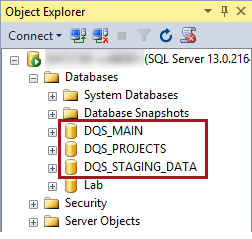 Object Explorer
Connect
(SQL Server 13.0.216
Databases
System Databases
Database Snapshots
DQS_MAIN
DQS_PROJECTS
DQS_STAGING_DATA
Lab
Security
Server Objects